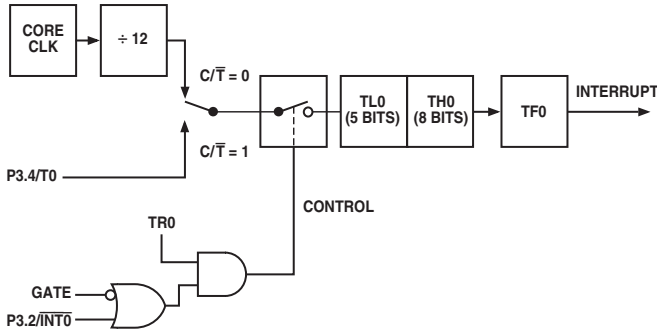 CORE
CLK
÷ 12
C/T̅ = 0
INTERRUPT
TL0
(5 BITS)
TH0
(8 BITS)
TF0
C/T̅ = 1
P3.4/T0
CONTROL
TR0
GATE
P3.2/I̅N̅T̅0̅